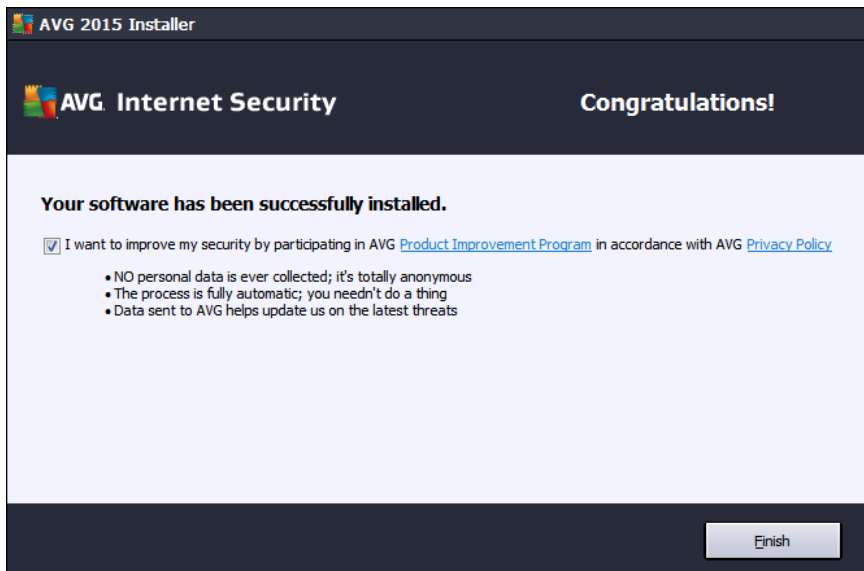 AVG 2015 Installer
AVG. Internet Security
Congratulations!
Your software has been successfully installed.
I want to improve my security by participating in AVG Product Improvement Program in accordance with AVG Privacy Policy
• NO personal data is ever collected; it's totally anonymous
• The process is fully automatic; you needn't do a thing
• Data sent to AVG helps update us on the latest threats
Finish